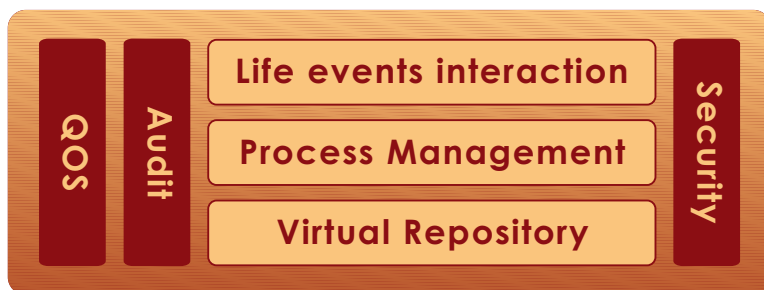 QOS
Audit
Life events interaction
Process Management
Virtual Repository
Security